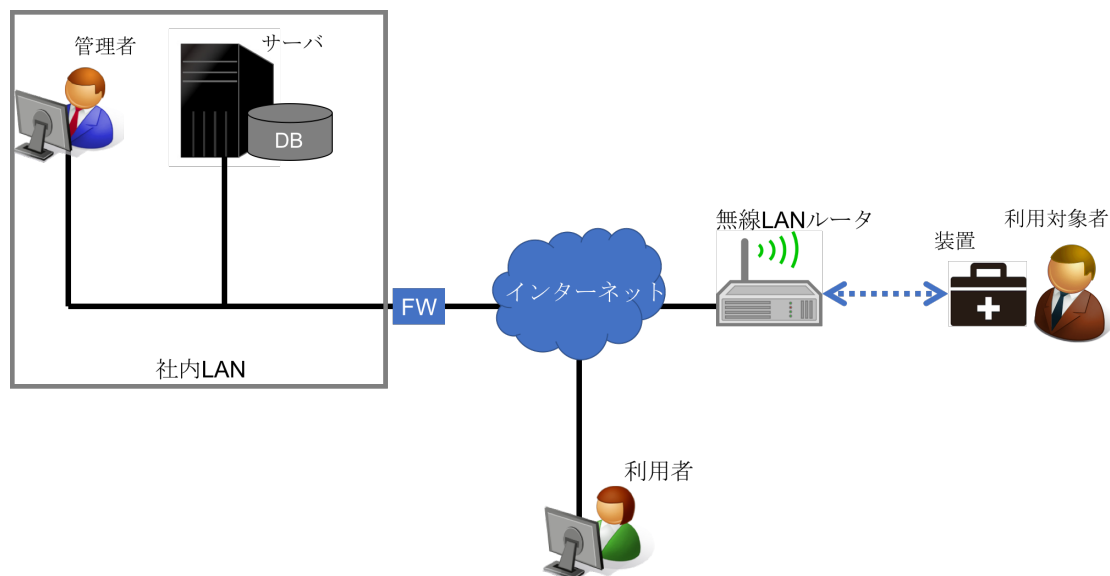 管理者
サーバ
DB
無線LANルータ
利用対象者
装置
インターネット
FW
社内LAN
利用者